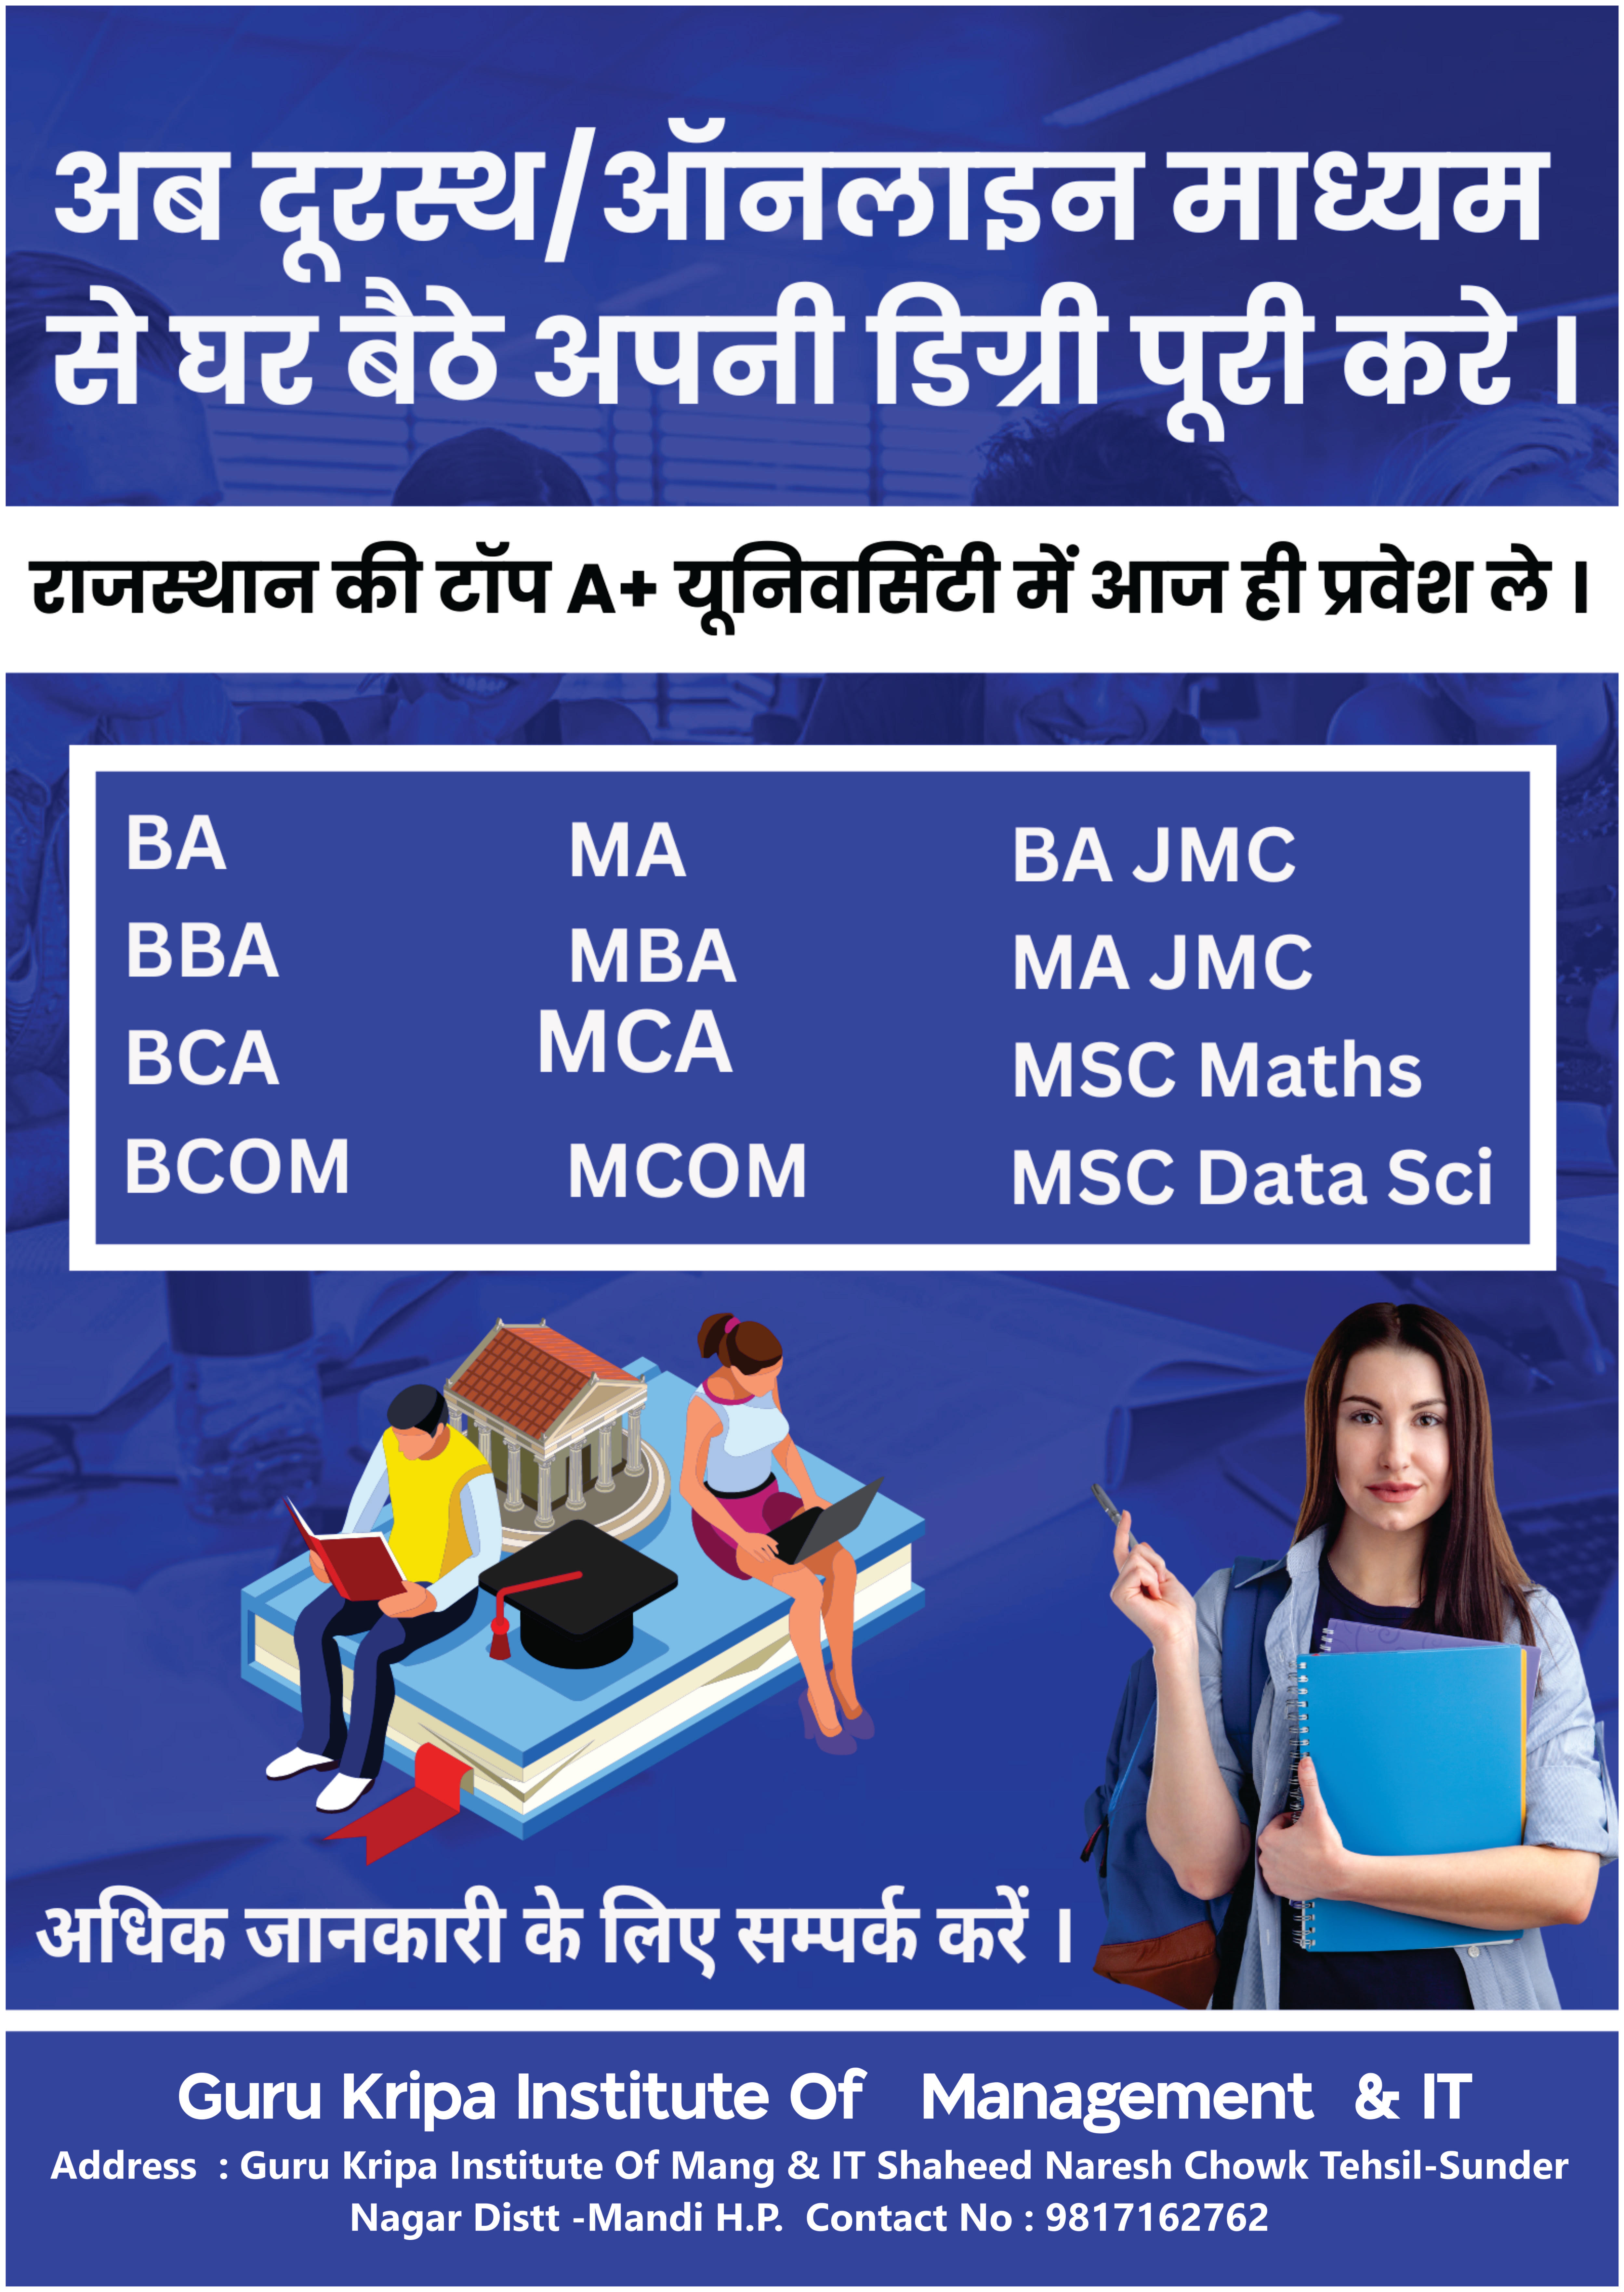 अब दूरस्थ/ऑनलाइन माध्यम
से घर बैठे अपनी डिग्री पूरी करे ।
राजस्थान की टॉप A+ यूनिवर्सिटी में आज ही प्रवेश ले ।
BA
BBA
BCA
BCOM
MA
MBA
MCA
MCOM
BA JMC
MA JMC
MSC Maths
MSC Data Sci
अधिक जानकारी के लिए सम्पर्क करें ।
Guru Kripa Institute Of Management & IT
Address : Guru Kripa Institute Of Mang & IT Shaheed Naresh Chowk Tehsil-Sunder
Nagar Distt -Mandi H.P. Contact No : 9817162762